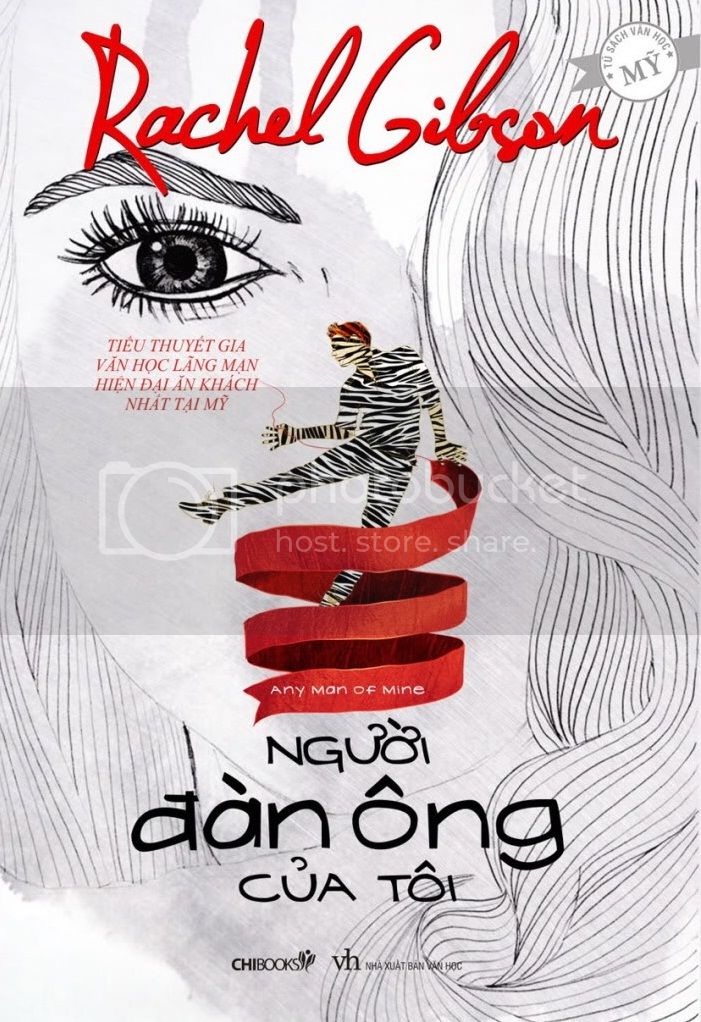 Rachel Gibson
TỦ SÁCH VĂN HỌC
MỸ
TIỂU THUYẾT GIA
VĂN HỌC LÃNG MẠN
HIỆN ĐẠI ĂN KHÁCH
NHẤT TẠI MỸ
photobucket
host. store. share.
Any Man Of Mine
NGƯỜI
đàn ông
CỦA TÔI
CHIBOOKS
vh NHÀ XUẤT BẢN VĂN HỌC